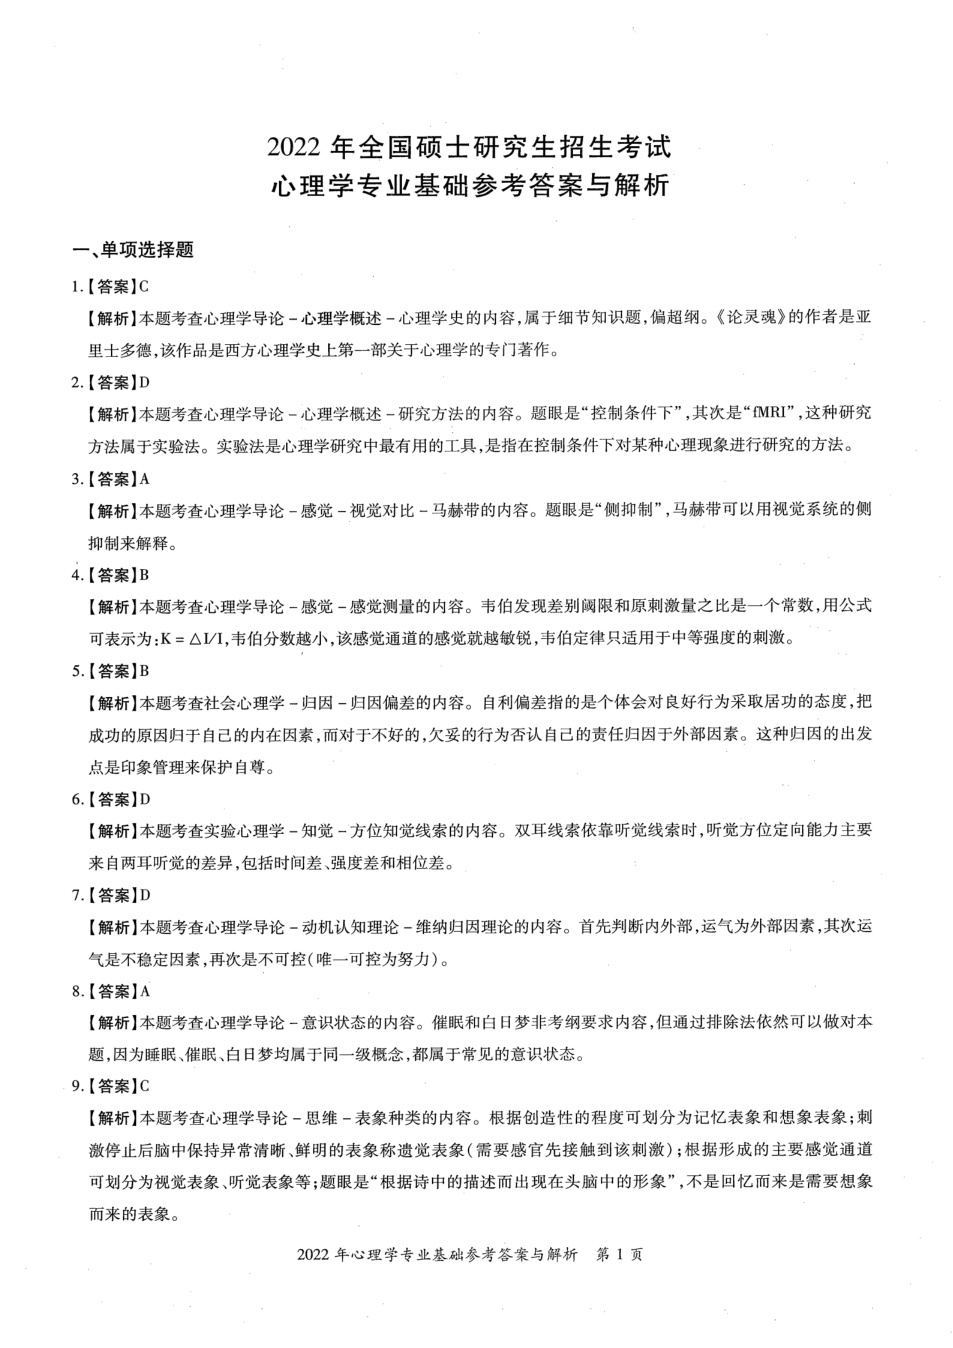 2022 年全国硕士研究生招生考试
心理学专业基础参考答案与解析
一、单项选择题
1.【答案】C
【解析】本题考查心理学导论－心理学概述－心理学史的内容,属于细节知识题,偏超纲。《论灵魂》的作者是亚
里士多德,该作品是西方心理学史上第一部关于心理学的专门著作。
2.【答案】D
【解析】本题考查心理学导论－心理学概述－研究方法的内容。题眼是“控制条件下”,其次是“fMRI”,这种研究
方法属于实验法。实验法是心理学研究中最有用的工具,是指在控制条件下对某种心理现象进行研究的方法。
3.【答案】A
【解析】本题考查心理学导论－感觉－视觉对比－马赫带的内容。题眼是“侧抑制”,马赫带可以用视觉系统的侧
抑制来解释。
4.【答案】B
【解析】本题考查心理学导论－感觉－感觉测量的内容。韦伯发现差别阈限和原刺激量之比是一个常数,用公式
可表示为:K = △I/I,韦伯分数越小,该感觉通道的感觉就越敏锐,韦伯定律只适用于中等强度的刺激。
5.【答案】B
【解析】本题考查社会心理学－归因－归因偏差的内容。自利偏差指的是个体会对良好行为采取居功的态度,把
成功的原因归于自己的内在因素,而对于不好的,欠妥的行为否认自己的责任归因于外部因素。这种归因的出发
点是印象管理来保护自尊。
6.【答案】D
【解析】本题考查实验心理学－知觉－方位知觉线索的内容。双耳线索依靠听觉线索时,听觉方位定向能力主要
来自两耳听觉的差异,包括时间差、强度差和相位差。
7.【答案】D
【解析】本题考查心理学导论－动机认知理论－维纳归因理论的内容。首先判断内外部,运气为外部因素,其次运
气是不稳定因素,再次是不可控(唯一可控为努力)。
8.【答案】A
【解析】本题考查心理学导论－意识状态的内容。催眠和白日梦非考纲要求内容,但通过排除法依然可以做对本
题,因为睡眠、催眠、白日梦均属于同一级概念,都属于常见的意识状态。
9.【答案】C
【解析】本题考查心理学导论－思维－表象种类的内容。根据创造性的程度可划分为记忆表象和想象表象;刺
激停止后脑中保持异常清晰、鲜明的表象称遗觉表象(需要感官先接触到该刺激);根据形成的主要感觉通道
可划分为视觉表象、听觉表象等;题眼是“根据诗中的描述而出现在头脑中的形象”,不是回忆而来是需要想象
而来的表象。
2022 年心理学专业基础参考答案与解析 第 1 页